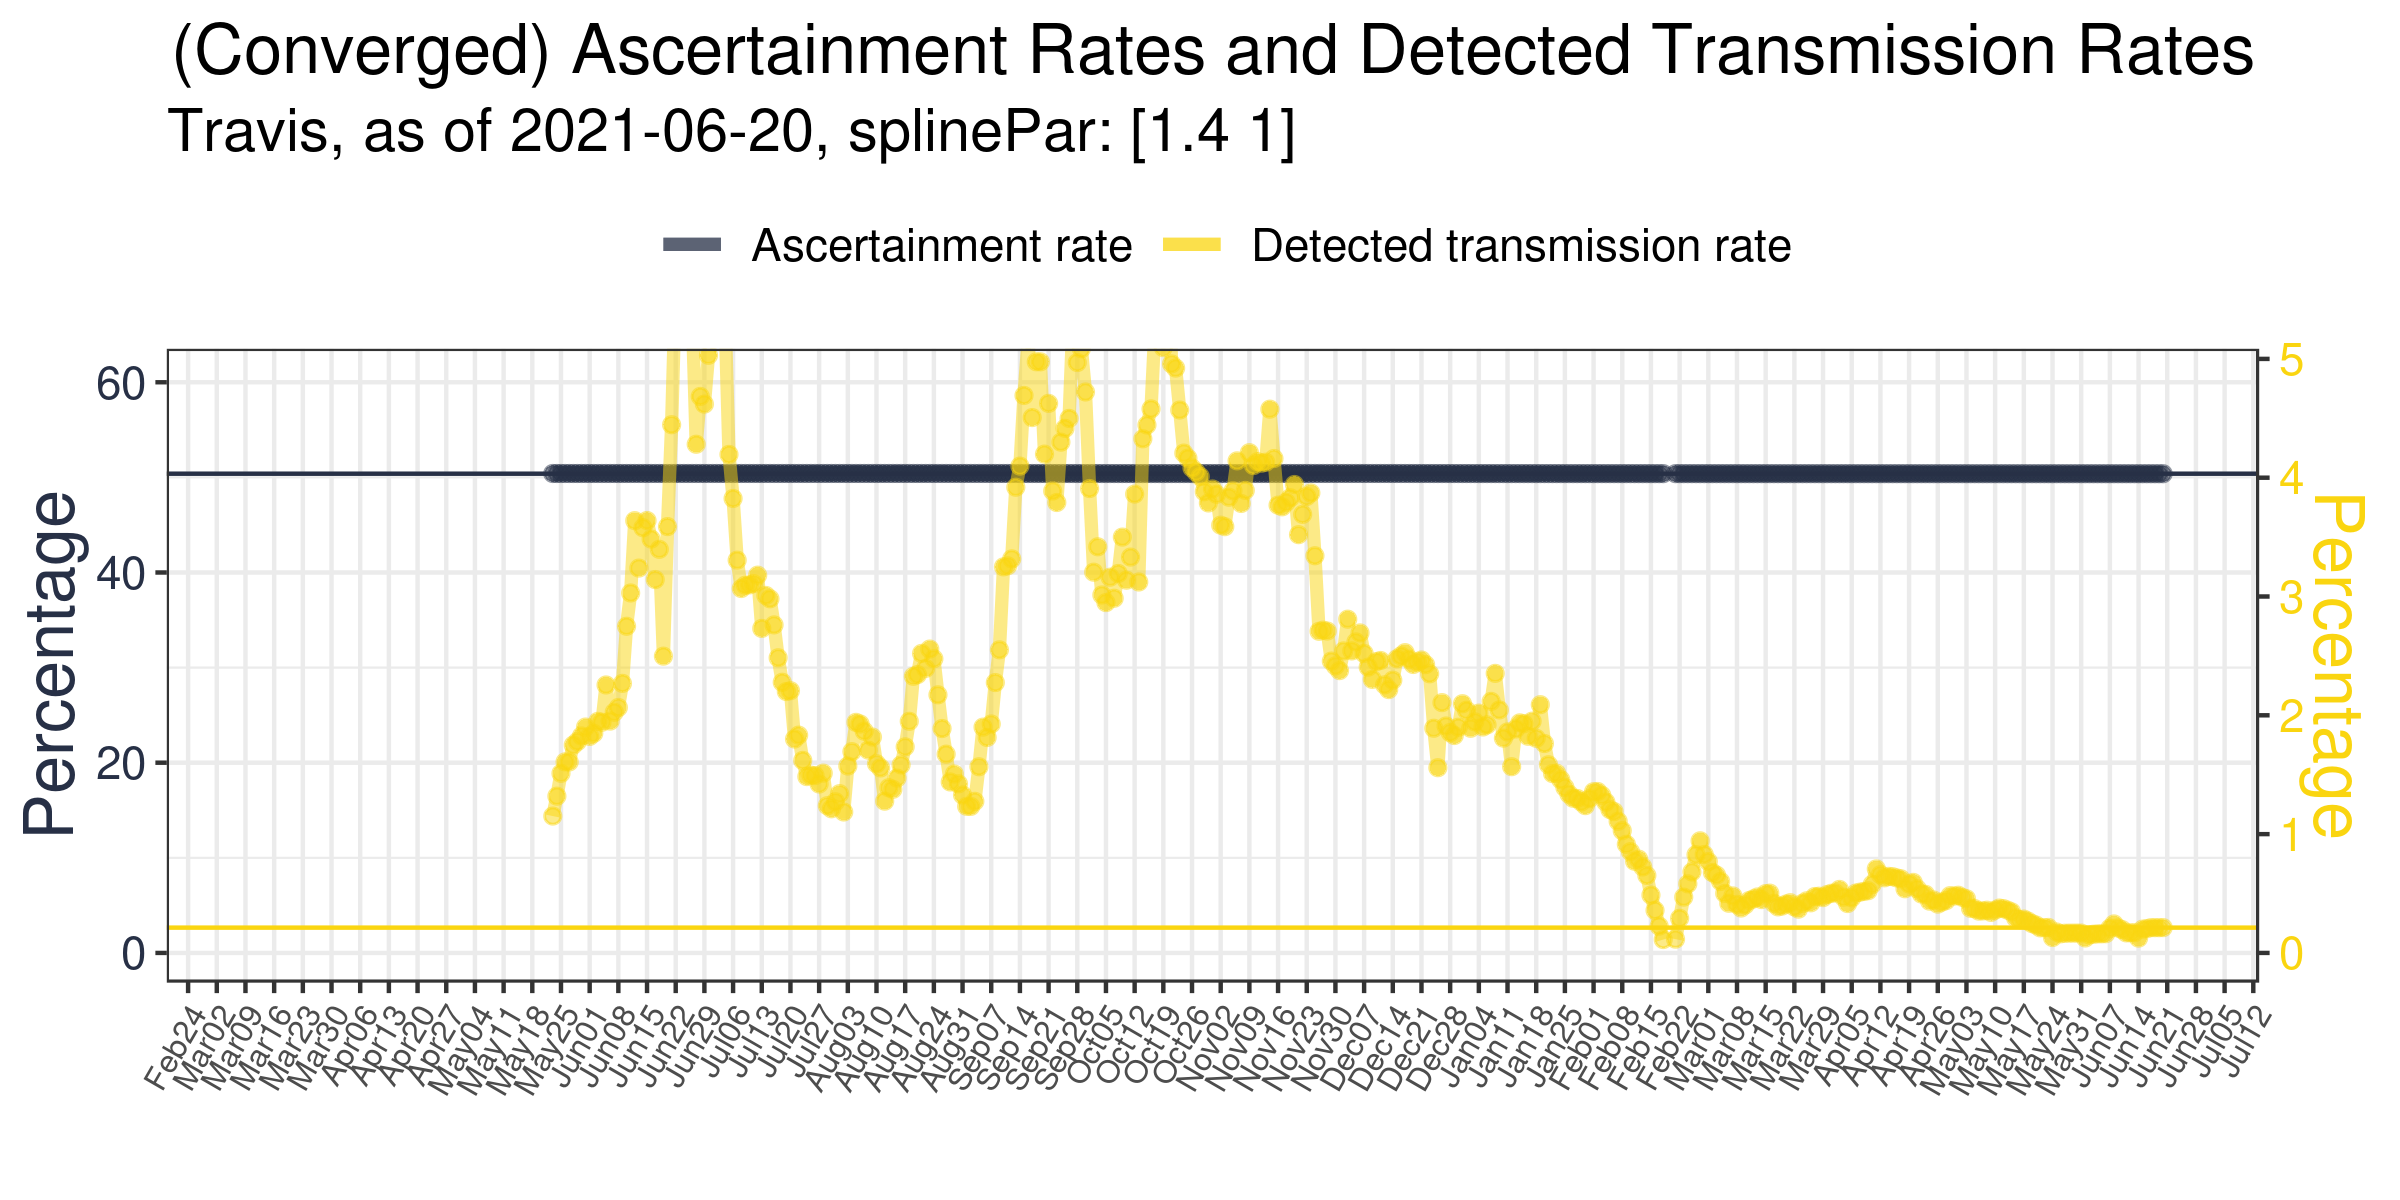 (Converged) Ascertainment Rates and Detected Transmission Rates
Travis, as of 2021-06-20, splinePar: [1.4 1]
Ascertainment rate
Detected transmission rate
Percentage
60
40
20
0
5
4
3
2
1
0
Percentage
Feb24
Mar02
Mar09
Mar16
Mar23
Mar30
Apr06
Apr13
Apr20
Apr27
May04
May11
May18
May25
Jun01
Jun08
Jun15
Jun22
Jun29
Jul06
Jul13
Jul20
Jul27
Aug03
Aug10
Aug17
Aug24
Aug31
Sep07
Sep14
Sep21
Sep28
Oct05
Oct12
Oct19
Oct26
Nov02
Nov09
Nov16
Nov23
Nov30
Dec07
Dec14
Dec21
Dec28
Jan04
Jan11
Jan18
Jan25
Feb01
Feb08
Feb15
Feb22
Mar01
Mar08
Mar15
Mar22
Mar29
Apr05
Apr12
Apr19
Apr26
May03
May10
May17
May24
May31
Jun07
Jun14
Jun21
Jun28
Jul05
Jul12